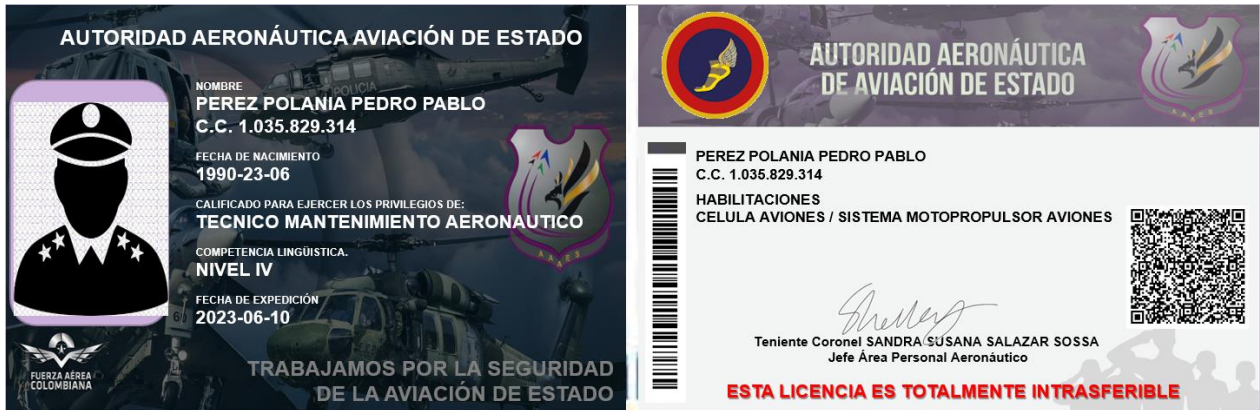 AUTORIDAD AERONÁUTICA AVIACIÓN DE ESTADO
NOMBRE
PEREZ POLANIA PEDRO PABLO
C.C. 1.035.829.314
FECHA DE NACIMIENTO
1990-23-06
CALIFICADO PARA EJERCER LOS PRIVILEGIOS DE:
TECNICO MANTENIMIENTO AERONAUTICO
COMPETENCIA LINGÜISTICA.
NIVEL IV
FECHA DE EXPEDICIÓN
2023-06-10
FUERZA AÉREA
COLOMBIANA
TRABAJAMOS POR LA SEGURIDAD
DE LA AVIACIÓN DE ESTADO
POLICIA
A A A E S
AUTORIDAD AERONÁUTICA
DE AVIACIÓN DE ESTADO
A A A E S
PEREZ POLANIA PEDRO PABLO
C.C. 1.035.829.314
HABILITACIONES
CELULA AVIONES / SISTEMA MOTOPROPULSOR AVIONES
Teniente Coronel SANDRA SUSANA SALAZAR SOSSA
Jefe Área Personal Aeronáutico
ESTA LICENCIA ES TOTALMENTE INTRASFERIBLE